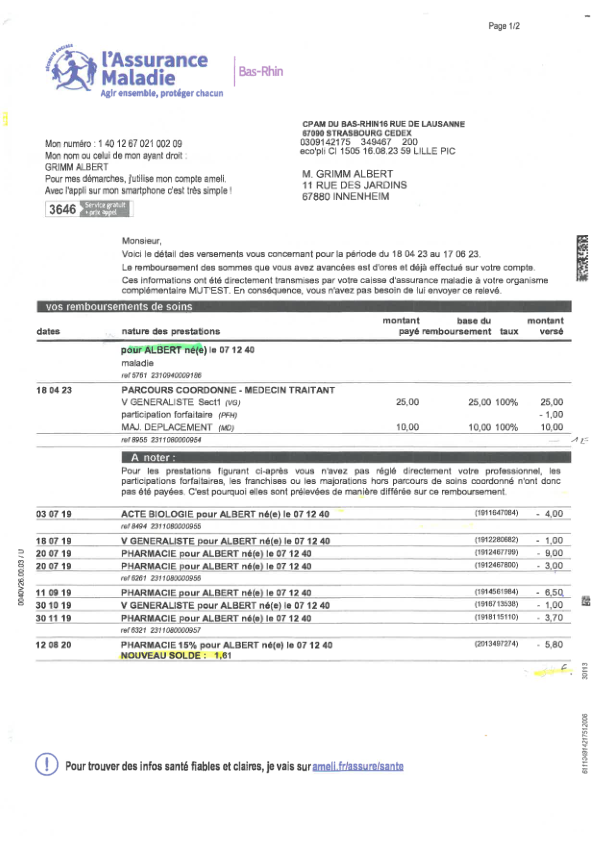 Page 1/2
l'Assurance
Maladie
Agir ensemble, protéger chacun
Bas-Rhin
CPAM DU BAS-RHIN16 RUE DE LAUSANNE
67090 STRASBOURG CEDEX
0309142175 349467 200
eco'pli CI 1505 16.08.23 59 LILLE PIC
Mon numéro : 1 40 12 67 021 002 09
Mon nom ou celui de mon ayant droit :
GRIMM ALBERT
Pour mes démarches, j'utilise mon compte ameli.
Avec l'appli sur mon smartphone c'est très simple !
3646 Service gratuit
+ prix appel
M. GRIMM ALBERT
11 RUE DES JARDINS
67880 INNENHEIM
Monsieur,
Voici le détail des versements vous concernant pour la période du 18 04 23 au 17 06 23.
Le remboursement des sommes que vous avez avancées est d'ores et déjà effectué sur votre compte.
Ces informations ont été directement transmises par votre caisse d'assurance maladie à votre organisme
complémentaire MUT'EST. En conséquence, vous n'avez pas besoin de lui envoyer ce relevé.
vos remboursements de soins
dates nature des prestations montant payé base du remboursement taux montant versé
pour ALBERT né(e) le 07 12 40
maladie
ref 5761 2310940009186
18 04 23 PARCOURS COORDONNE - MEDECIN TRAITANT
V GENERALISTE Sect1 (VG) 25,00 25,00 100% 25,00
participation forfaitaire (PFH) - 1,00
MAJ. DEPLACEMENT (MD) 10,00 10,00 100% 10,00
ref 8955 2311080000954
A noter :
Pour les prestations figurant ci-après vous n'avez pas réglé directement votre professionnel, les
participations forfaitaires, les franchises ou les majorations hors parcours de soins coordonné n'ont donc
pas été payées. C'est pourquoi elles sont prélevées de manière différée sur ce remboursement.
03 07 19 ACTE BIOLOGIE pour ALBERT né(e) le 07 12 40 (1911647084) - 4,00
ref 8494 2311080000955
18 07 19 V GENERALISTE pour ALBERT né(e) le 07 12 40 (1912280682) - 1,00
20 07 19 PHARMACIE pour ALBERT né(e) le 07 12 40 (1912467799) - 9,00
20 07 19 PHARMACIE pour ALBERT né(e) le 07 12 40 (1912467800) - 3,00
ref 6261 2311080000956
11 09 19 PHARMACIE pour ALBERT né(e) le 07 12 40 (1914561984) - 6,50
30 10 19 V GENERALISTE pour ALBERT né(e) le 07 12 40 (1916713538) - 1,00
30 11 19 PHARMACIE pour ALBERT né(e) le 07 12 40 (1918115110) - 3,70
ref 6321 2311080000957
12 08 20 PHARMACIE 15% pour ALBERT né(e) le 07 12 40 (2013497274) - 5,80
NOUVEAU SOLDE : 1,61
Pour trouver des infos santé fiables et claires, je vais sur ameli.fr/assure/sante